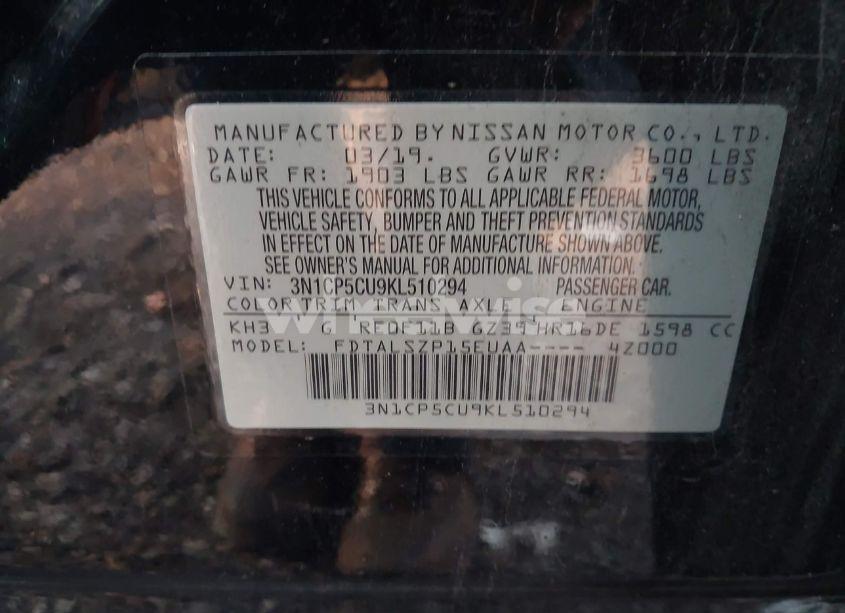 MANUFACTURED BY NISSAN MOTOR CO., LTD.
DATE: 03/19. GVWR: 3600 LBS
GAWR FR: 1903 LBS GAWR RR: 1698 LBS
THIS VEHICLE CONFORMS TO ALL APPLICABLE FEDERAL MOTOR,
VEHICLE SAFETY, BUMPER AND THEFT PREVENTION STANDARDS
IN EFFECT ON THE DATE OF MANUFACTURE SHOWN ABOVE.
SEE OWNER'S MANUAL FOR ADDITIONAL INFORMATION.
VIN: 3N1CP5CU9KL510294 PASSENGER CAR.
COLOR TRIM TRANS AXLE ENGINE
KH3 G RE0F11B GZ39 HR16DE 1598 CC
MODEL: FDTALSZP15EUAA---- 4Z000
3N1CP5CU9KL510294